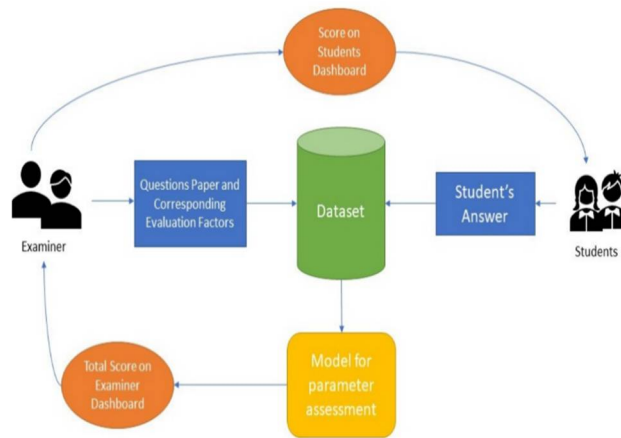 Score on
Students
Dashboard
Examiner
Questions Paper and
Corresponding
Evaluation Factors
Dataset
Student's
Answer
Students
Total Score on
Examiner
Dashboard
Model for
parameter
assessment